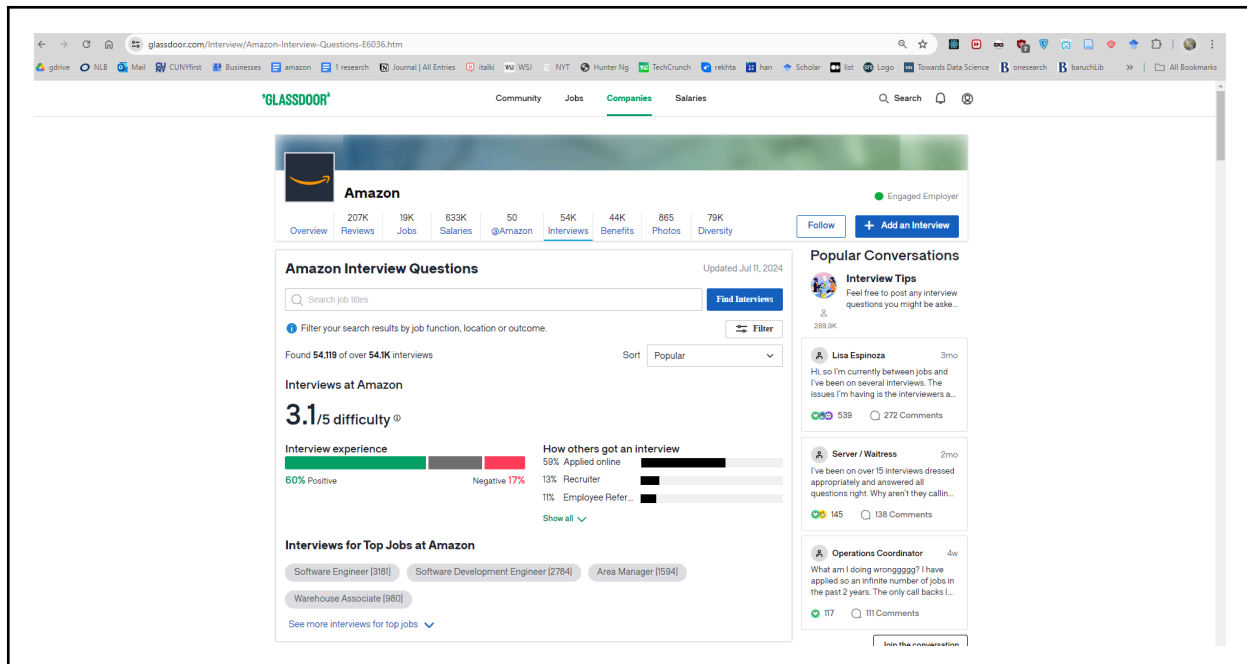 glassdoor.com/Interview/Amazon-Interview-Questions-E6036.htm
gdrive NLB Mail CUNYfirst Businesses amazon 1 research Journal | All Entries italki WSJ NYT Hunter Ng TechCrunch rekhta han Scholar list Logo Towards Data Science onesearch baruchLib » All Bookmarks
GLASSDOOR
Community Jobs Companies Salaries Search
Amazon
Engaged Employer
207K 19K 633K 50 54K 44K 865 79K
Overview Reviews Jobs Salaries @Amazon Interviews Benefits Photos Diversity
Follow + Add an Interview
Amazon Interview Questions Updated Jul 11, 2024
Search job titles Find Interviews
Filter your search results by job function, location or outcome. Filter
Found 54,119 of over 54.1K interviews Sort Popular
Interviews at Amazon
3.1/5 difficulty
Interview experience
60% Positive Negative 17%
How others got an interview
59% Applied online
13% Recruiter
11% Employee Refer...
Show all
Interviews for Top Jobs at Amazon
Software Engineer [3181] Software Development Engineer [2784] Area Manager [1594]
Warehouse Associate [980]
See more interviews for top jobs
Popular Conversations
Interview Tips
Feel free to post any interview
questions you might be aske...
289.9K
Lisa Espinoza 3mo
Hi, so I'm currently between jobs and
I've been on several interviews. The
issues I'm having is the interviewers a...
539 272 Comments
Server / Waitress 2mo
I've been on over 15 interviews dressed
appropriately and answered all
questions right. Why aren't they callin...
145 138 Comments
Operations Coordinator 4w
What am I doing wronggggg? I have
applied so an infinite number of jobs in
the past 2 years. The only call backs I...
117 111 Comments
Join the conversation